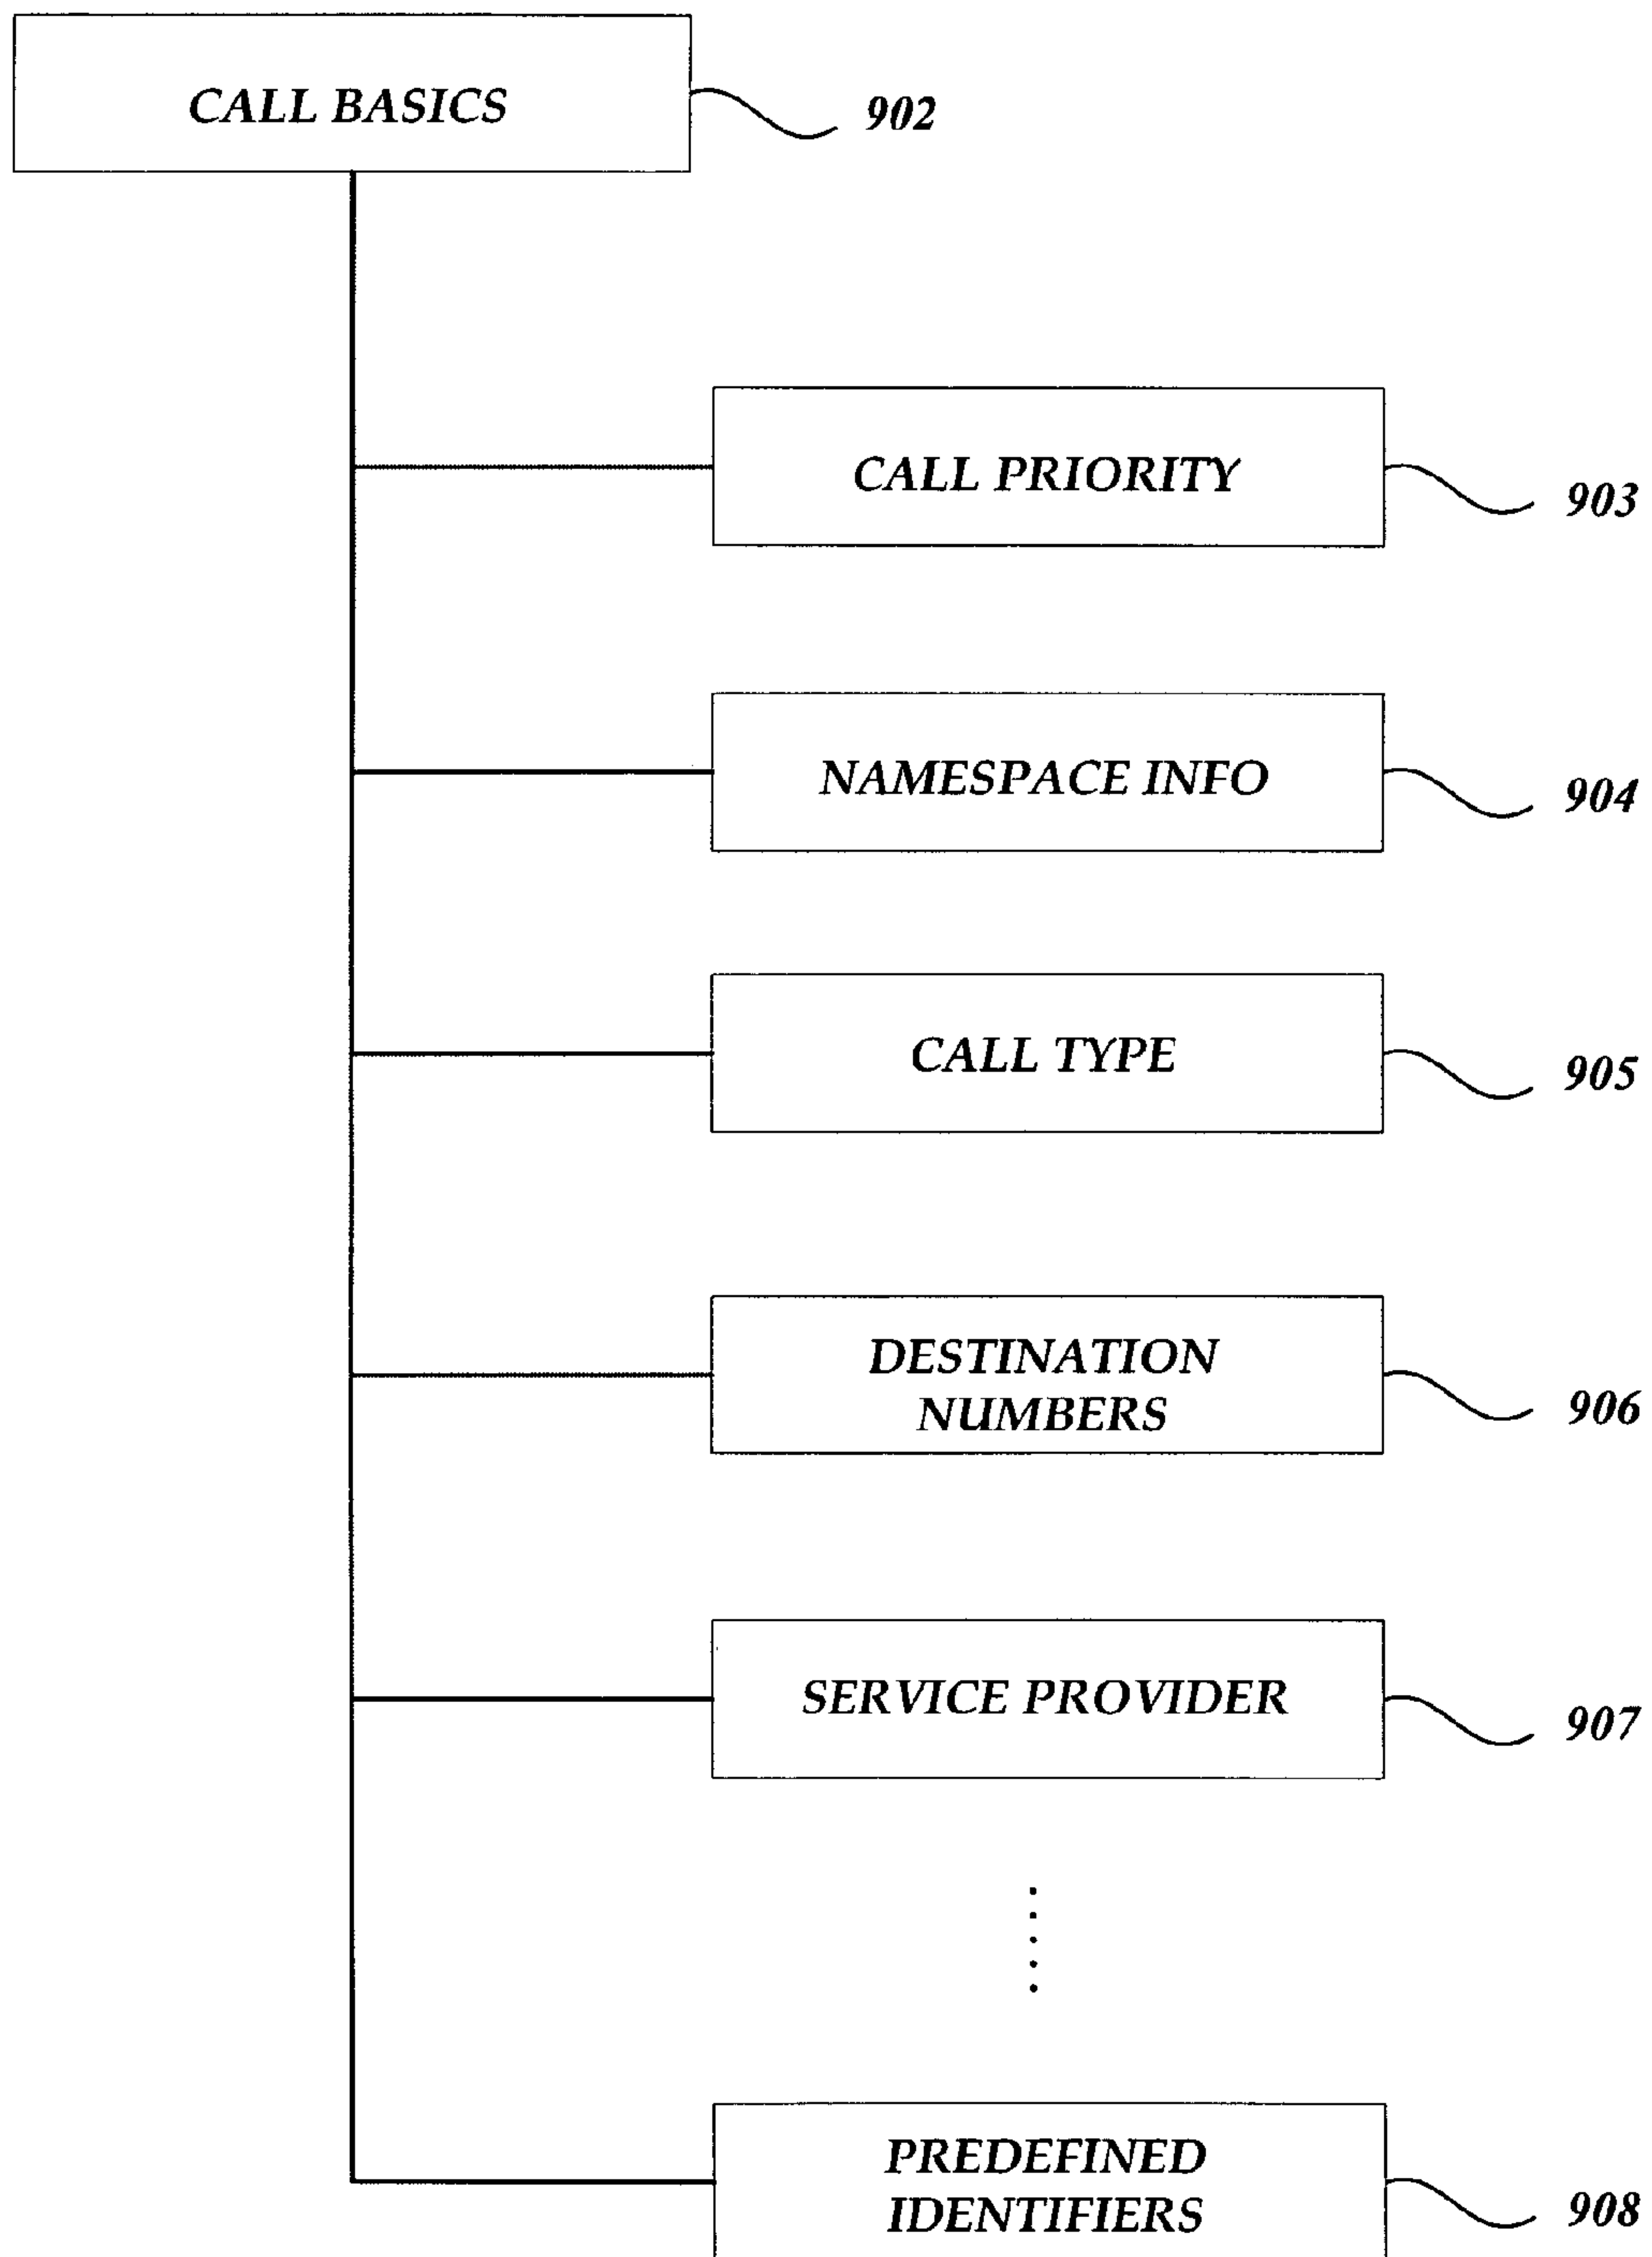 CALL BASICS
902
CALL PRIORITY
903
NAMESPACE INFO
904
CALL TYPE
905
DESTINATION
NUMBERS
906
SERVICE PROVIDER
907
PREDEFINED
IDENTIFIERS
908